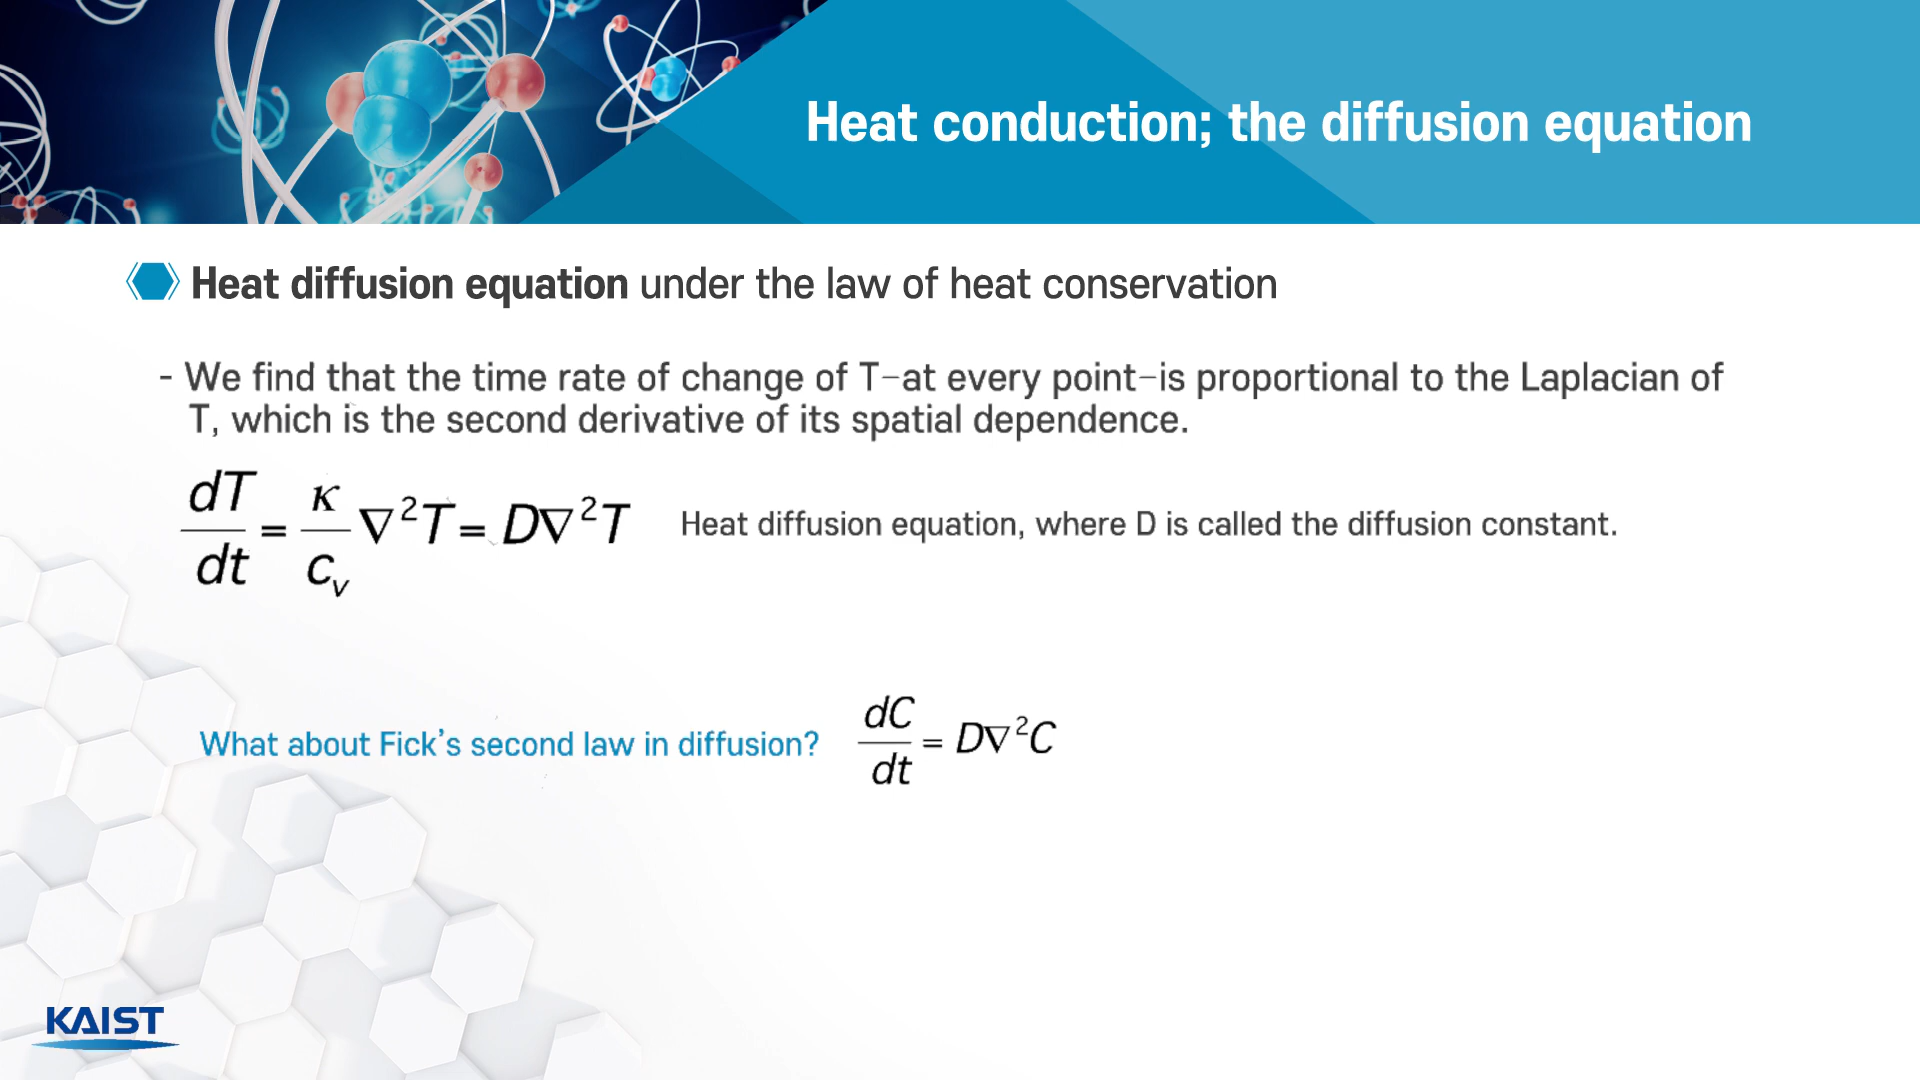 Heat conduction; the diffusion equation
Heat diffusion equation under the law of heat conservation
- We find that the time rate of change of T–at every point–is proportional to the Laplacian of
T, which is the second derivative of its spatial dependence.
dT/dt = κ/c_v ∇²T = D∇²T Heat diffusion equation, where D is called the diffusion constant.
What about Fick's second law in diffusion? dC/dt = D∇²C
KAIST